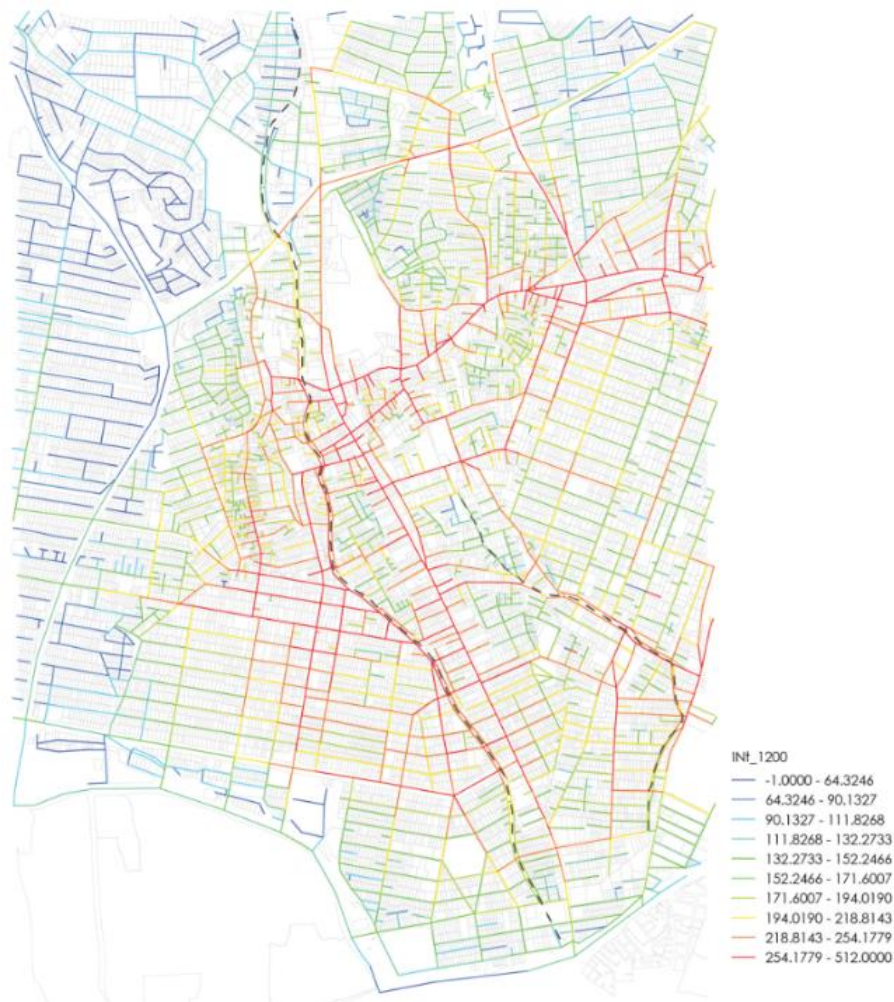 INt_1200
-1.0000 - 64.3246
64.3246 - 90.1327
90.1327 - 111.8268
111.8268 - 132.2733
132.2733 - 152.2466
152.2466 - 171.6007
171.6007 - 194.0190
194.0190 - 218.8143
218.8143 - 254.1779
254.1779 - 512.0000